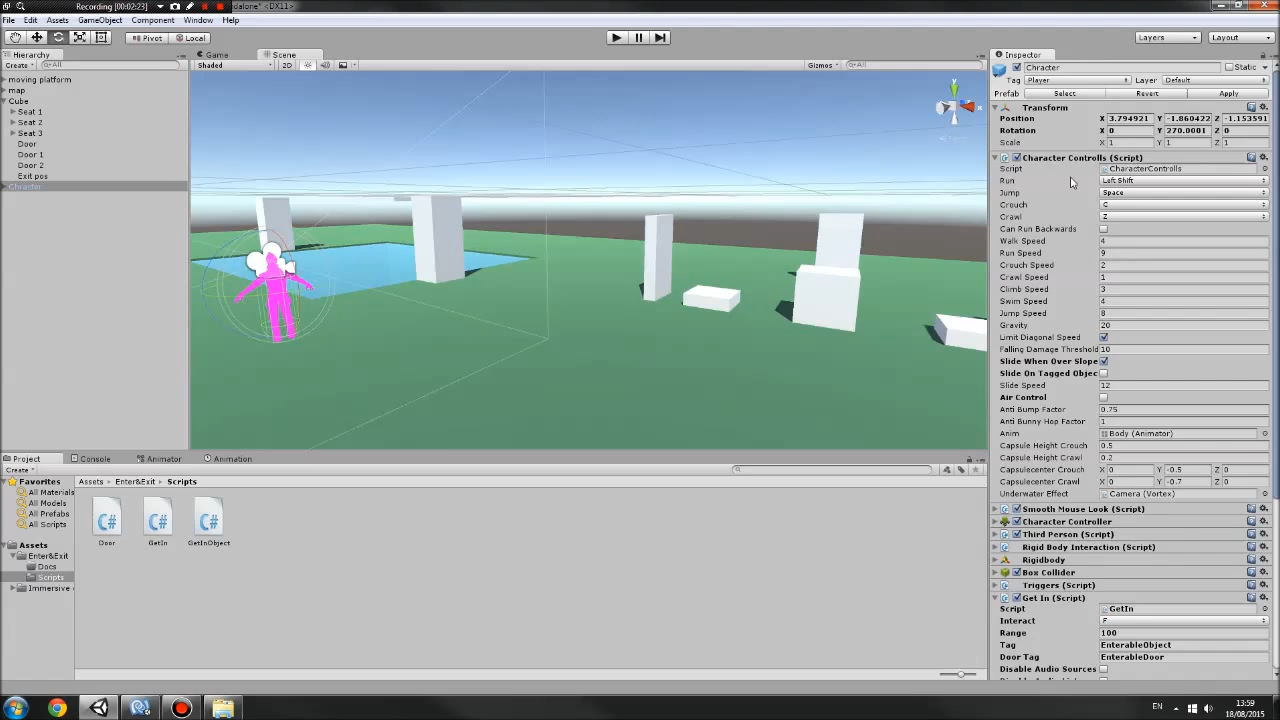 Recording [00:02:23]
dalone* <DX11>
File Edit Assets GameObject Component Window Help
Pivot Local
Layers Layout
Hierarchy
Create All
moving platform
map
Cube
Seat 1
Seat 2
Seat 3
Door
Door 1
Door 2
Exit pos
Chracter
Game Scene
Shaded 2D Gizmos All
y
x
Inspector
Chracter Static
Tag Player Layer Default
Prefab Select Revert Apply
Transform
Position X 3.794921 Y -1.860422 Z -1.153591
Rotation X 0 Y 270.0001 Z 0
Scale X 1 Y 1 Z 1
Character Controlls (Script)
Script CharacterControlls
Run Left Shift
Jump Space
Crouch C
Crawl Z
Can Run Backwards
Walk Speed 4
Run Speed 9
Crouch Speed 2
Crawl Speed 1
Climb Speed 3
Swim Speed 4
Jump Speed 8
Gravity 20
Limit Diagonal Speed
Falling Damage Threshold 10
Slide When Over Slope
Slide On Tagged Objec
Slide Speed 12
Air Control
Anti Bump Factor 0.75
Anti Bunny Hop Factor 1
Anim Body (Animator)
Capsule Height Crouch 0.5
Capsule Height Crawl 0.2
Capsulecenter Crouch X 0 Y -0.5 Z 0
Capsulecenter Crawl X 0 Y -0.7 Z 0
Underwater Effect Camera (Vortex)
Smooth Mouse Look (Script)
Character Controller
Third Person (Script)
Rigid Body Interaction (Script)
Rigidbody
Box Collider
Triggers (Script)
Get In (Script)
Script GetIn
Interact F
Range 100
Tag EnterableObject
Door Tag EnterableDoor
Disable Audio Sources
Project Console Animator Animation
Create
Favorites
All Materials
All Models
All Prefabs
All Scripts
Assets
Enter&Exit
Docs
Scripts
Immersive
Assets Enter&Exit Scripts
C# C# C#
Door GetIn GetInObject
EN 13:59
18/08/2015